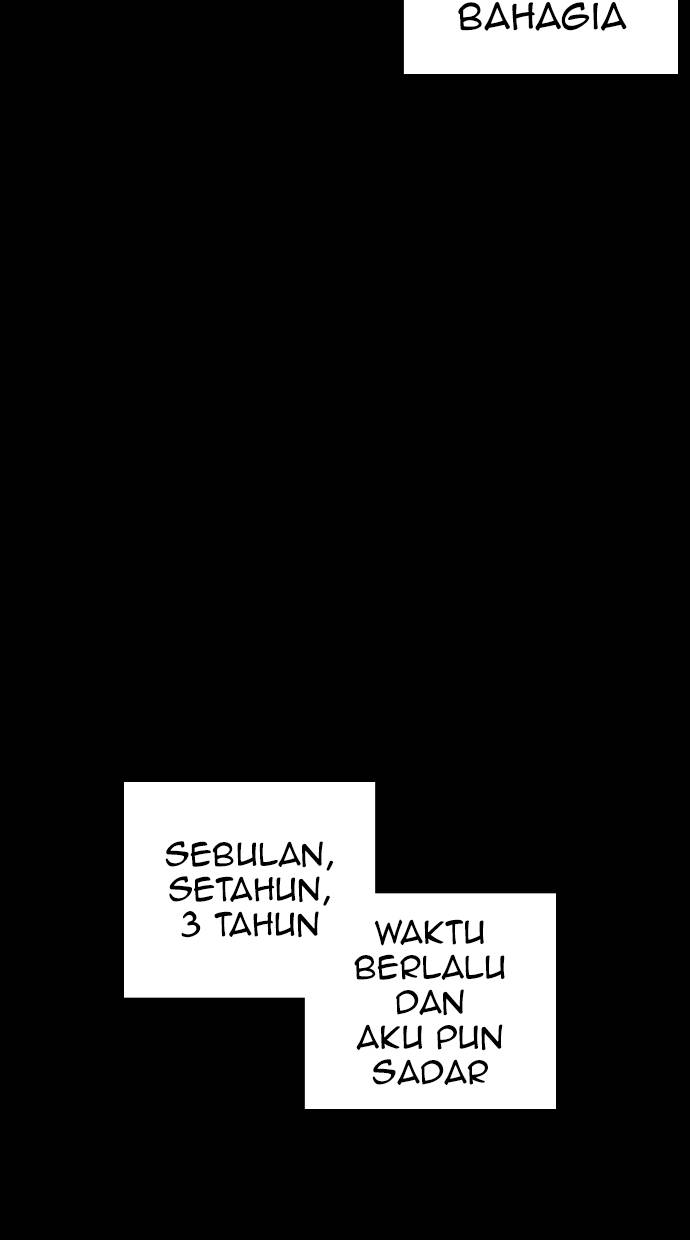 BAHAGIA
SEBULAN,
SETAHUN,
3 TAHUN
WAKTU
BERLALU
DAN
AKU PUN
SADAR